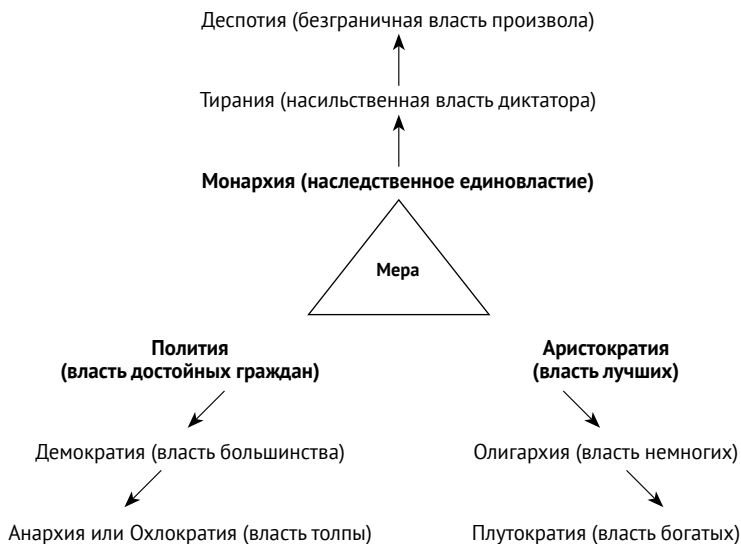 Деспотия (безграничная власть произвола)
Тирания (насильственная власть диктатора)
Монархия (наследственное единовластие)
Мера
Полития
(власть достойных граждан)
Аристократия
(власть лучших)
Демократия (власть большинства)
Олигархия (власть немногих)
Анархия или Охлократия (власть толпы)
Плутократия (власть богатых)